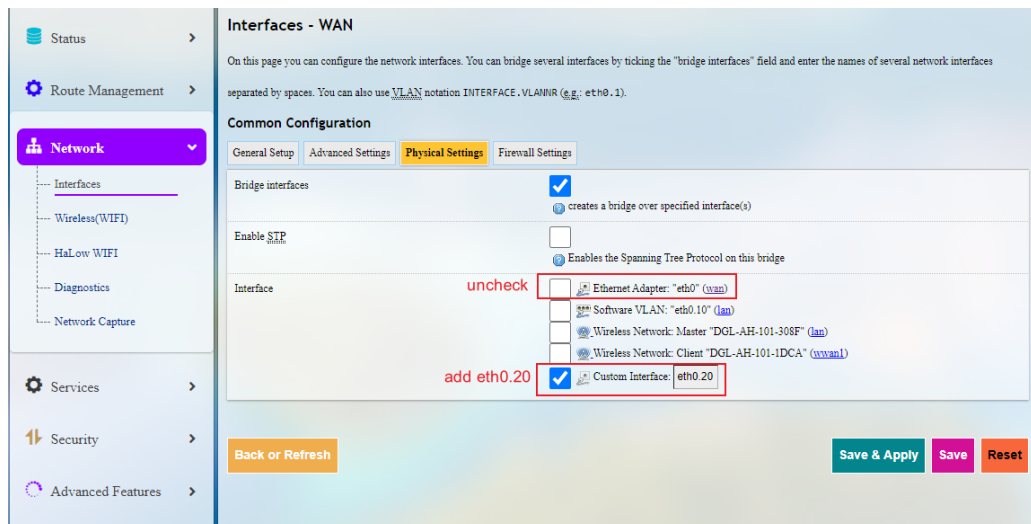 Status
Route Management
Network
Interfaces
Wireless(WIFI)
HaLow WIFI
Diagnostics
Network Capture
Services
Security
Advanced Features
Interfaces - WAN
On this page you can configure the network interfaces. You can bridge several interfaces by ticking the "bridge interfaces" field and enter the names of several network interfaces
separated by spaces. You can also use VLAN notation INTERFACE.VLANNR (e.g.: eth0.1).
Common Configuration
General Setup Advanced Settings Physical Settings Firewall Settings
Bridge interfaces
creates a bridge over specified interface(s)
Enable STP
Enables the Spanning Tree Protocol on this bridge
Interface uncheck Ethernet Adapter: "eth0" (wan)
Software VLAN: "eth0.10" (lan)
Wireless Network: Master "DGL-AH-101-308F" (lan)
Wireless Network: Client "DGL-AH-101-1DCA" (wwan1)
add eth0.20 Custom Interface: eth0.20
Back or Refresh Save & Apply Save Reset